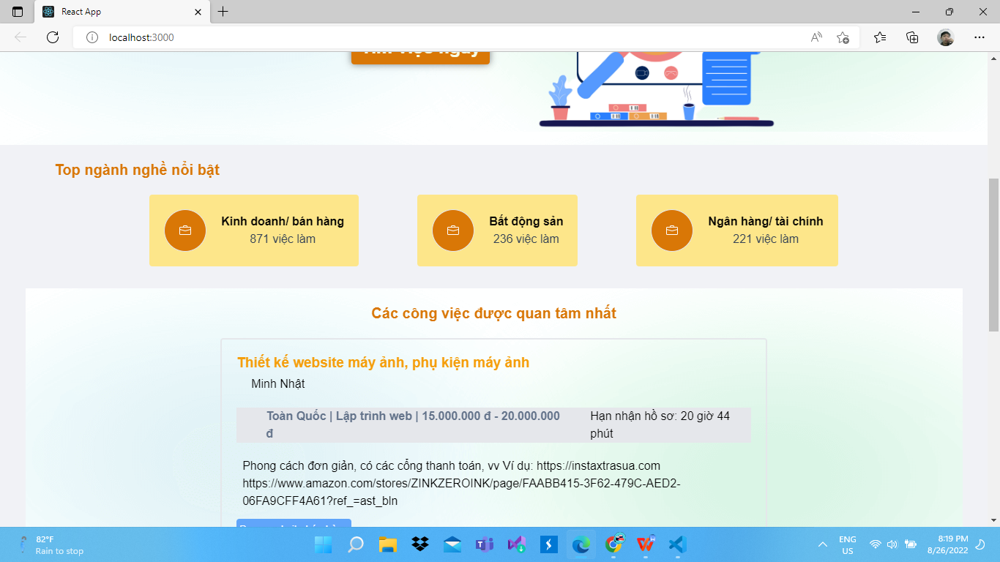 React App
localhost:3000
Tìm việc ngay
Top ngành nghề nổi bật
Kinh doanh/ bán hàng
871 việc làm
Bất động sản
236 việc làm
Ngân hàng/ tài chính
221 việc làm
Các công việc được quan tâm nhất
Thiết kế website máy ảnh, phụ kiện máy ảnh
Minh Nhật
Toàn Quốc | Lập trình web | 15.000.000 đ - 20.000.000
đ
Hạn nhận hồ sơ: 20 giờ 44
phút
Phong cách đơn giản, có các cổng thanh toán, vv Ví dụ: https://instaxtrasua.com
https://www.amazon.com/stores/ZINKZEROINK/page/FAABB415-3F62-479C-AED2-
06FA9CFF4A61?ref_=ast_bln
82°F
Rain to stop
ENG
US
8:19 PM
8/26/2022